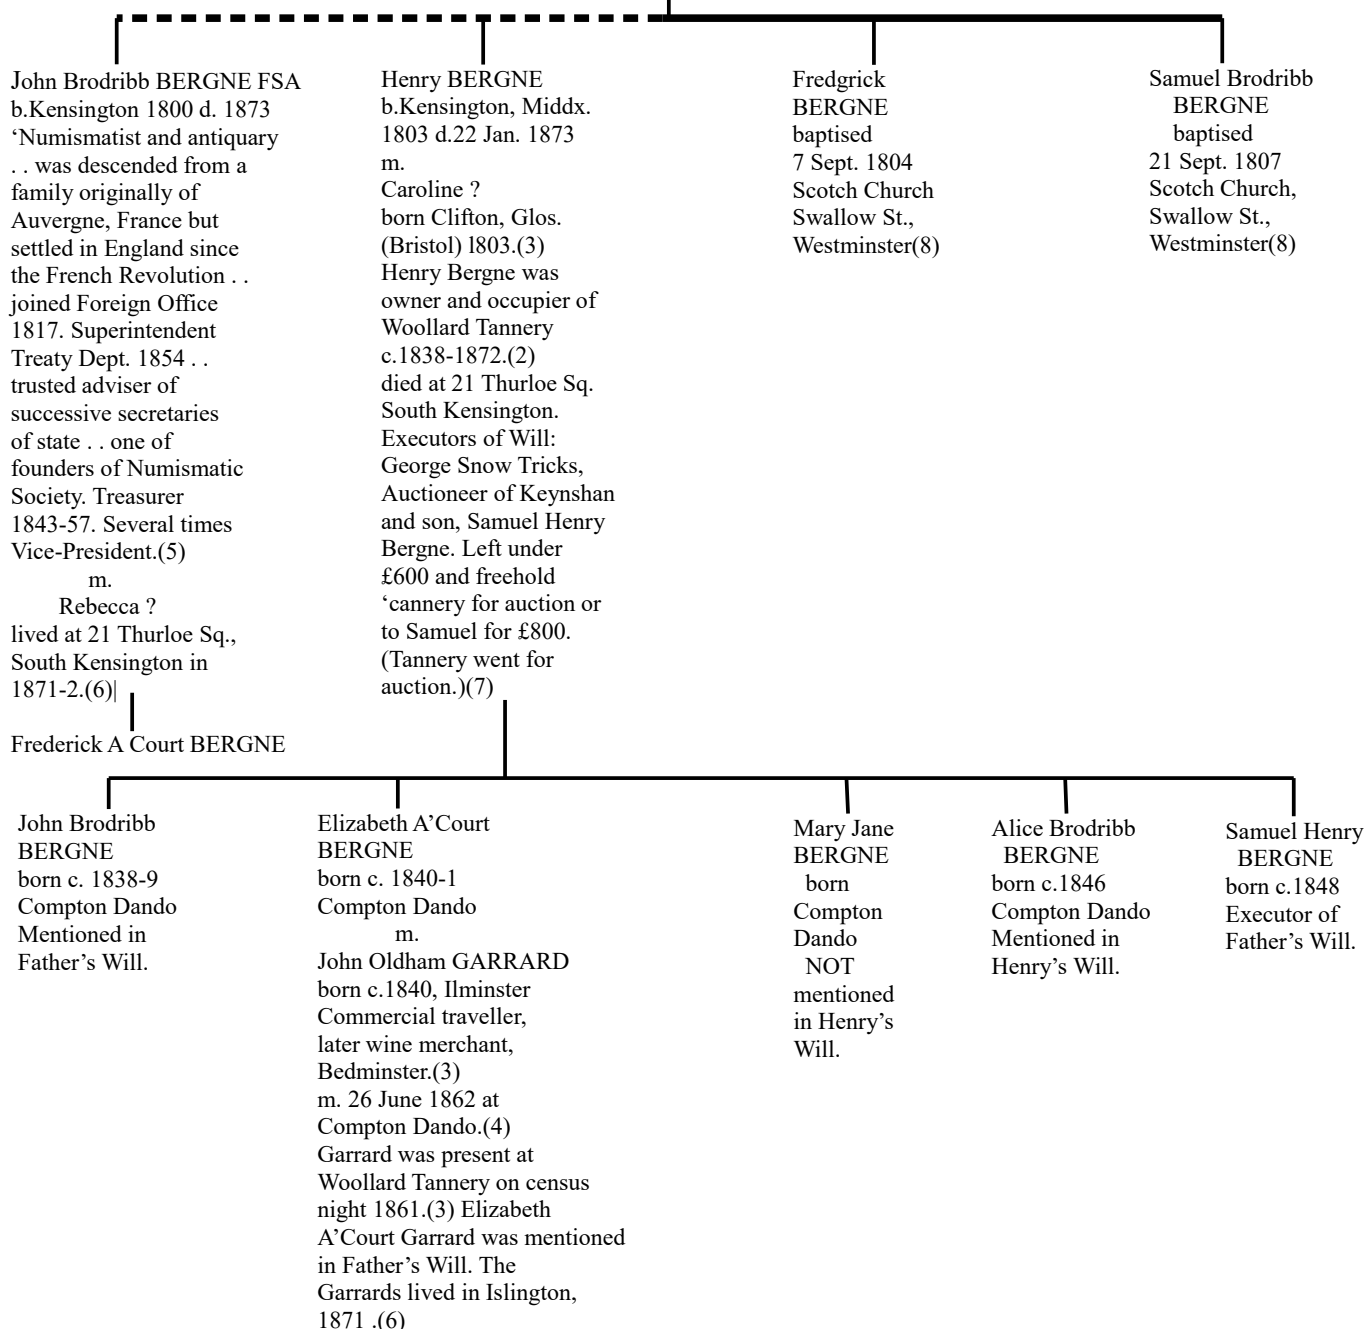 John Brodribb BERGNE FSA
b.Kensington 1800 d. 1873
‘Numismatist and antiquary
. . was descended from a
family originally of
Auvergne, France but
settled in England since
the French Revolution . .
joined Foreign Office
1817. Superintendent
Treaty Dept. 1854 . .
trusted adviser of
successive secretaries
of state . . one of
founders of Numismatic
Society. Treasurer
1843-57. Several times
Vice-President.(5)
m.
Rebecca ?
lived at 21 Thurloe Sq.,
South Kensington in
1871-2.(6)|
Frederick A Court BERGNE
Henry BERGNE
b.Kensington, Middx.
1803 d.22 Jan. 1873
m.
Caroline ?
born Clifton, Glos.
(Bristol) l803.(3)
Henry Bergne was
owner and occupier of
Woollard Tannery
c.1838-1872.(2)
died at 21 Thurloe Sq.
South Kensington.
Executors of Will:
George Snow Tricks,
Auctioneer of Keynshan
and son, Samuel Henry
Bergne. Left under
£600 and freehold
‘cannery for auction or
to Samuel for £800.
(Tannery went for
auction.)(7)
Fredgrick
BERGNE
baptised
7 Sept. 1804
Scotch Church
Swallow St.,
Westminster(8)
Samuel Brodribb
BERGNE
baptised
21 Sept. 1807
Scotch Church,
Swallow St.,
Westminster(8)
John Brodribb
BERGNE
born c. 1838-9
Compton Dando
Mentioned in
Father’s Will.
Elizabeth A’Court
BERGNE
born c. 1840-1
Compton Dando
m.
John Oldham GARRARD
born c.1840, Ilminster
Commercial traveller,
later wine merchant,
Bedminster.(3)
m. 26 June 1862 at
Compton Dando.(4)
Garrard was present at
Woollard Tannery on census
night 1861.(3) Elizabeth
A’Court Garrard was mentioned
in Father’s Will. The
Garrards lived in Islington,
1871 .(6)
Mary Jane
BERGNE
born
Compton
Dando
NOT
mentioned
in Henry’s
Will.
Alice Brodribb
BERGNE
born c.1846
Compton Dando
Mentioned in
Henry’s Will.
Samuel Henry
BERGNE
born c.1848
Executor of
Father’s Will.